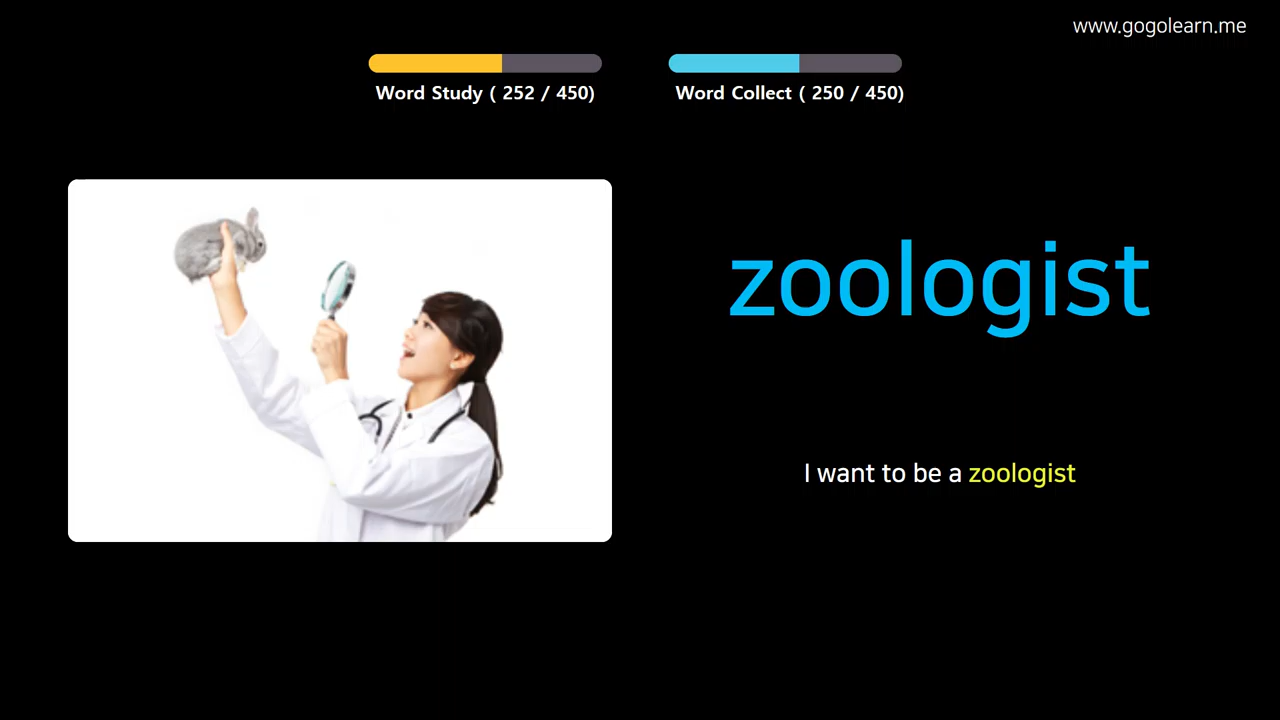 www.gogolearn.me
Word Study ( 252 / 450)
Word Collect ( 250 / 450)
zoologist
I want to be a zoologist